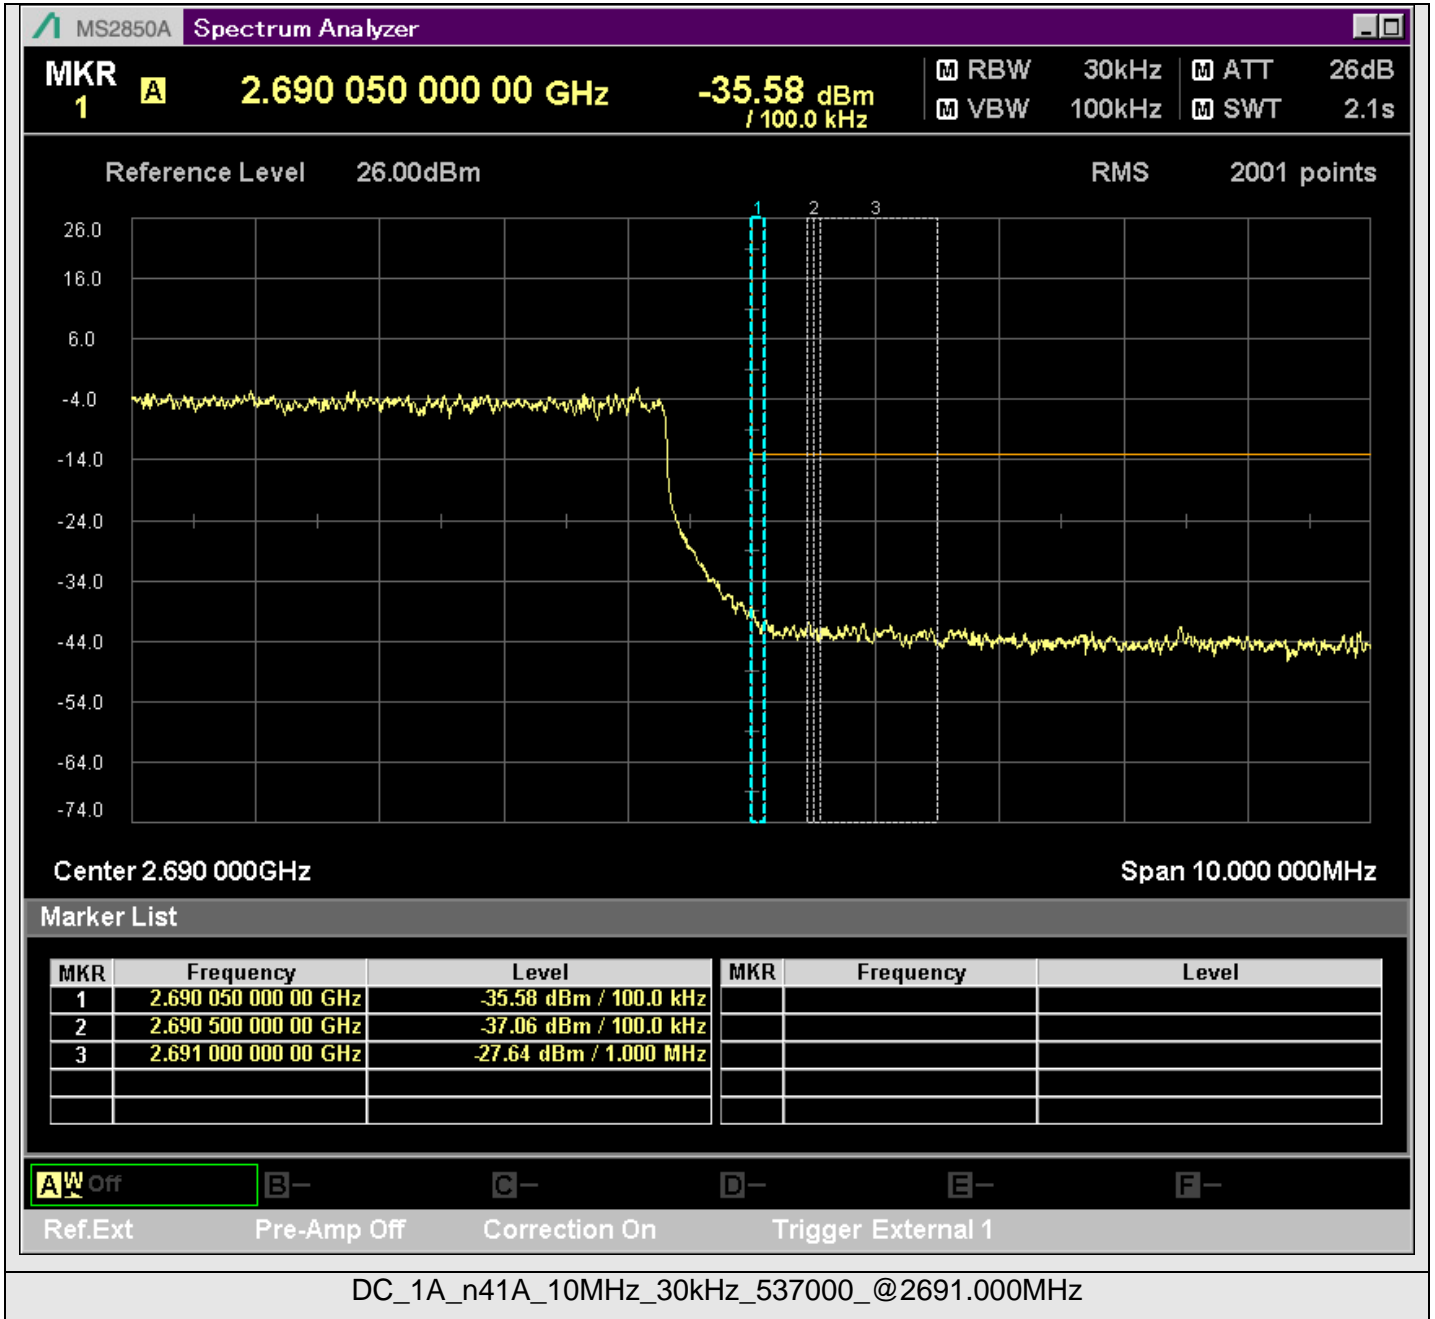 MS2850A Spectrum Analyzer
MKR 1 A 2.690 050 000 00 GHz -35.58 dBm / 100.0 kHz
M RBW 30kHz M ATT 26dB
M VBW 100kHz M SWT 2.1s
Reference Level 26.00dBm RMS 2001 points
1 2 3
26.0
16.0
6.0
-4.0
-14.0
-24.0
-34.0
-44.0
-54.0
-64.0
-74.0
Center 2.690 000GHz Span 10.000 000MHz
Marker List
MKR Frequency Level MKR Frequency Level
1 2.690 050 000 00 GHz -35.58 dBm / 100.0 kHz
2 2.690 500 000 00 GHz -37.06 dBm / 100.0 kHz
3 2.691 000 000 00 GHz -27.64 dBm / 1.000 MHz
A W Off B – C – D – E – F –
Ref.Ext Pre-Amp Off Correction On Trigger External 1
DC_1A_n41A_10MHz_30kHz_537000_@2691.000MHz